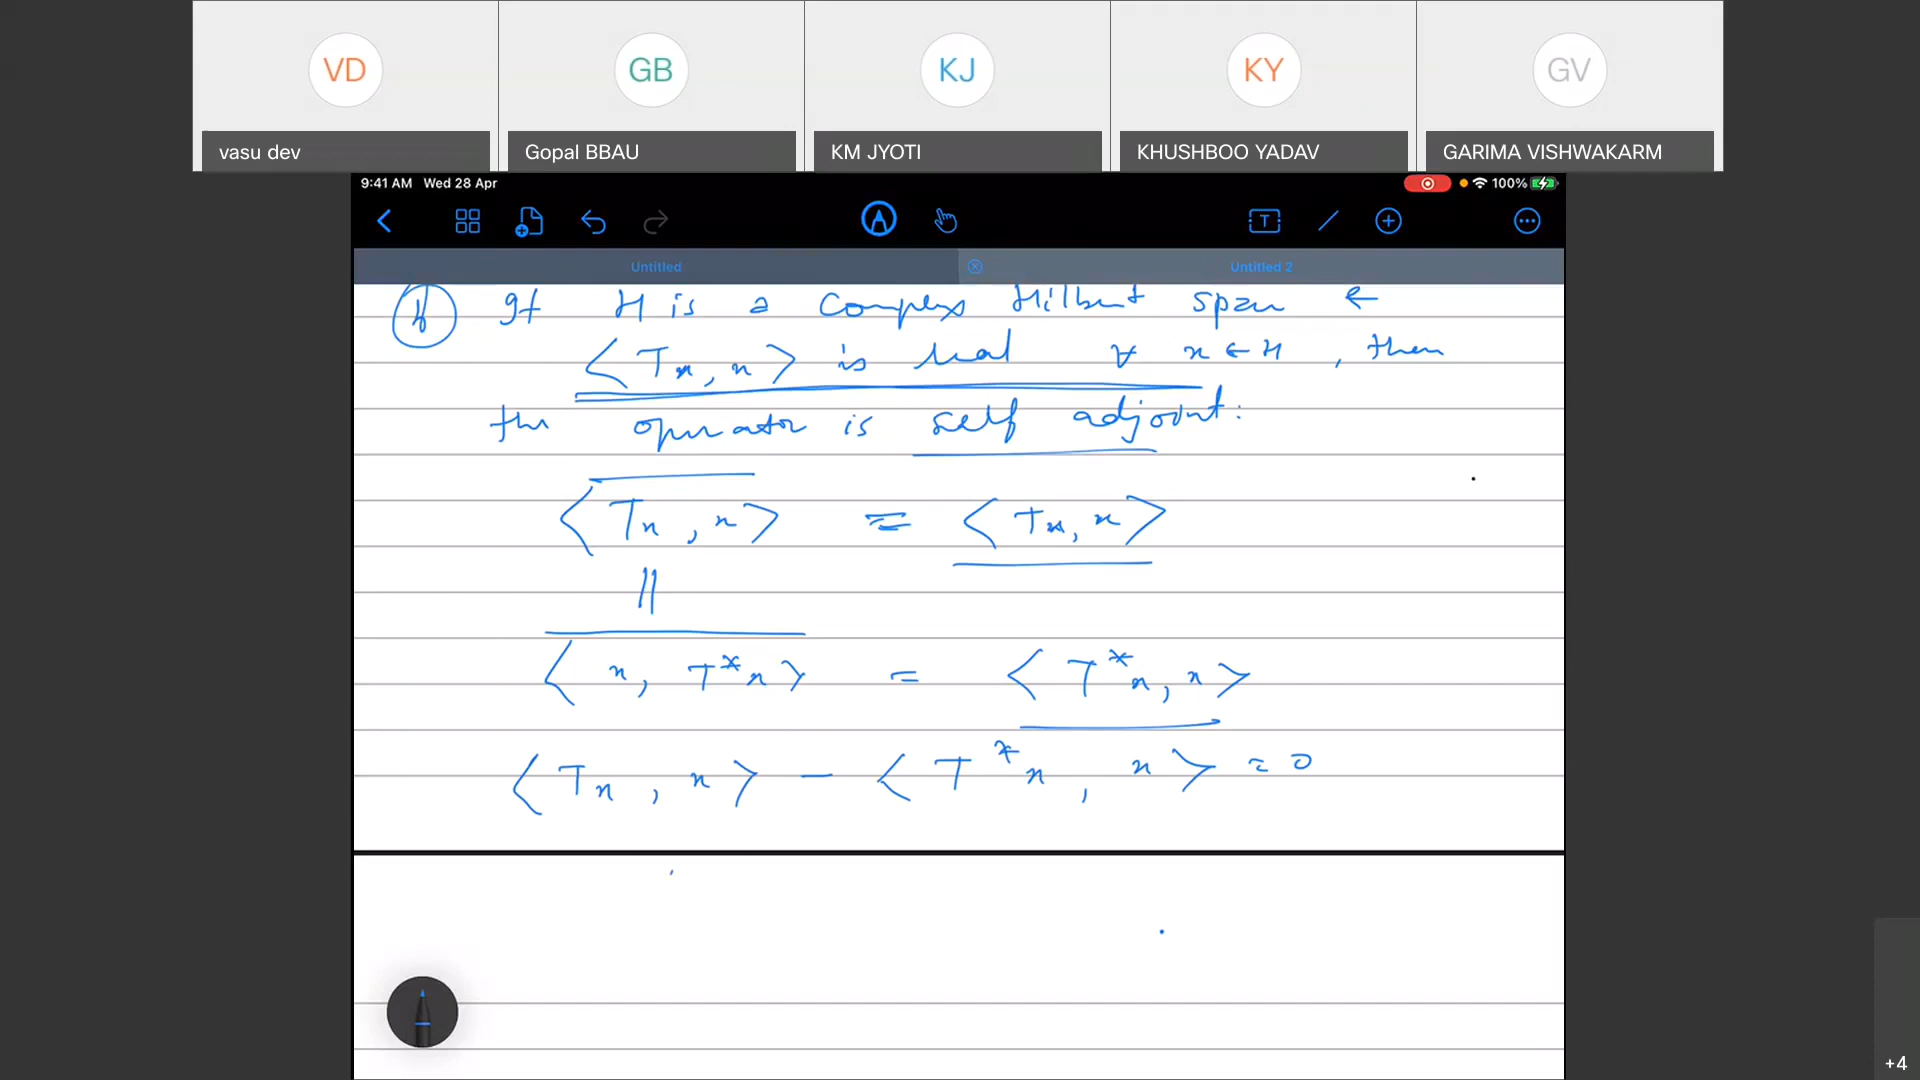 VD GB KJ KY GV
vasu dev Gopal BBAU KM JYOTI KHUSHBOO YADAV GARIMA VISHWAKARM
9:41 AM Wed 28 Apr 100%
Untitled Untitled 2
If H is a complex Hilbert space &
<Tx, x> is real ∀ x ∈ H, then
the operator is self adjoint.
<Tx, x>‾ = <Tx, x>
||
<x, T*x>‾ = <T*x, x>
<Tx, x> − <T*x, x> = 0
+4